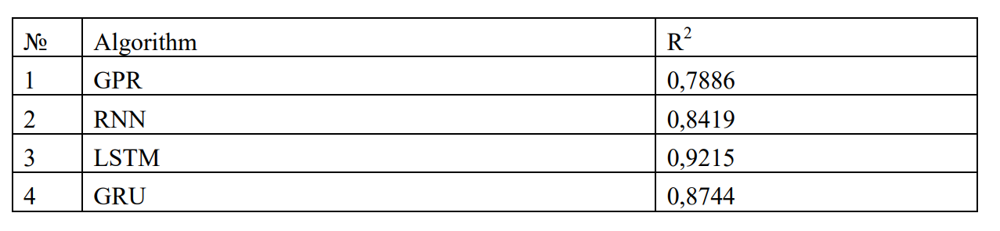 № Algorithm R²
1 GPR 0,7886
2 RNN 0,8419
3 LSTM 0,9215
4 GRU 0,8744